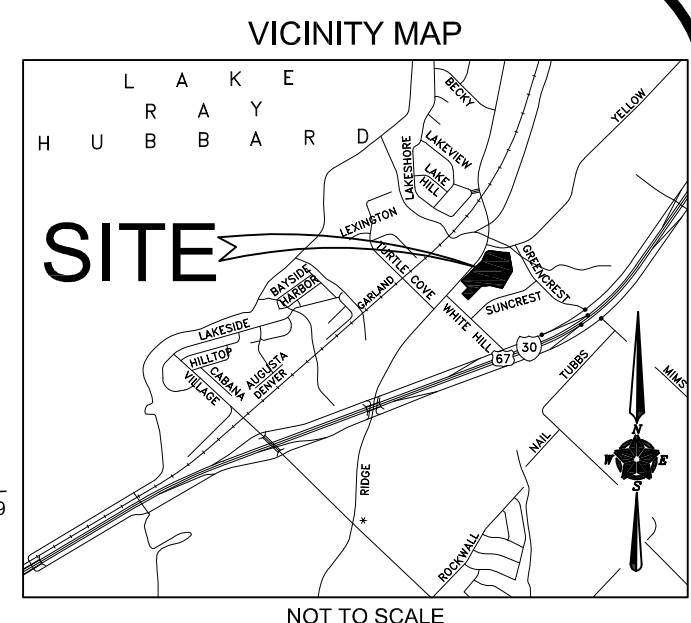 VICINITY MAP
L A K E
R A Y
H U B B A R D
BECKY
YELLOW
LAKESHORE
LAKEVIEW
LAKE
HILL
LEXINGTON
SITE
TURTLE COVE
GREENCREST
BAYSIDE
HARBOR
GARLAND
SUNCREST
WHITE HILL
LAKESIDE
HILLTOP
VILLAGE
CABANA
AUGUSTA
DENVER
67
30
TUBBS
MIMS
NAIL
N
W E
S
RIDGE
*
ROCKWALL
9
NOT TO SCALE